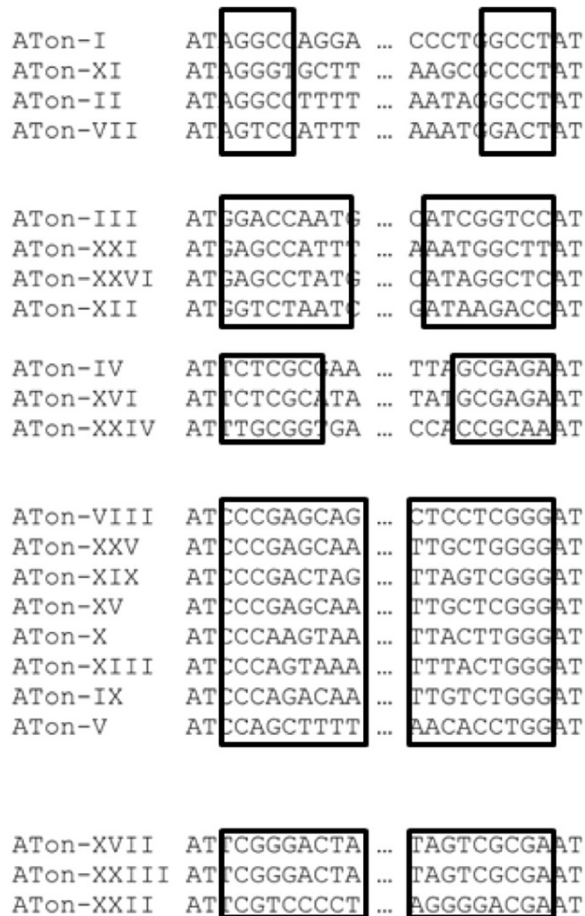 ATon-I ATAGGCCAGGA ... CCCTGGCCTAT
ATon-XI ATAGGGTGCTT ... AAGCGCCCTAT
ATon-II ATAGGCCTTTT ... AATAGGCCTAT
ATon-VII ATAGTCCATTT ... AAATGGACTAT
ATon-III ATGGACCAATG ... CATCGGTCCAT
ATon-XXI ATGAGCCATTT ... AAATGGCTTAT
ATon-XXVI ATGAGCCTATG ... CATAGGCTCAT
ATon-XII ATGGTCTAATC ... GATAAGACCAT
ATon-IV ATTCTCGCGAA ... TTAGCGAGAAT
ATon-XVI ATTCTCGCATA ... TATGCGAGAAT
ATon-XXIV ATTTGCGGTGA ... CCACCGCAAAT
ATon-VIII ATCCCGAGCAG ... CTCCTCGGGAT
ATon-XXV ATCCCGAGCAA ... TTGCTGGGGAT
ATon-XIX ATCCCGACTAG ... TTAGTCGGGAT
ATon-XV ATCCCGAGCAA ... TTGCTCGGGAT
ATon-X ATCCCAAGTAA ... TTACTTGGGAT
ATon-XIII ATCCCAGTAAA ... TTTACTGGGAT
ATon-IX ATCCCAGACAA ... TTGTCTGGGAT
ATon-V ATCCAGCTTTT ... AACACCTGGAT
ATon-XVII ATTCGGGACTA ... TAGTCGCGAAT
ATon-XXIII ATTCGGGACTA ... TAGTCGCGAAT
ATon-XXII ATTCGTCCCCT ... AGGGGACGAAT